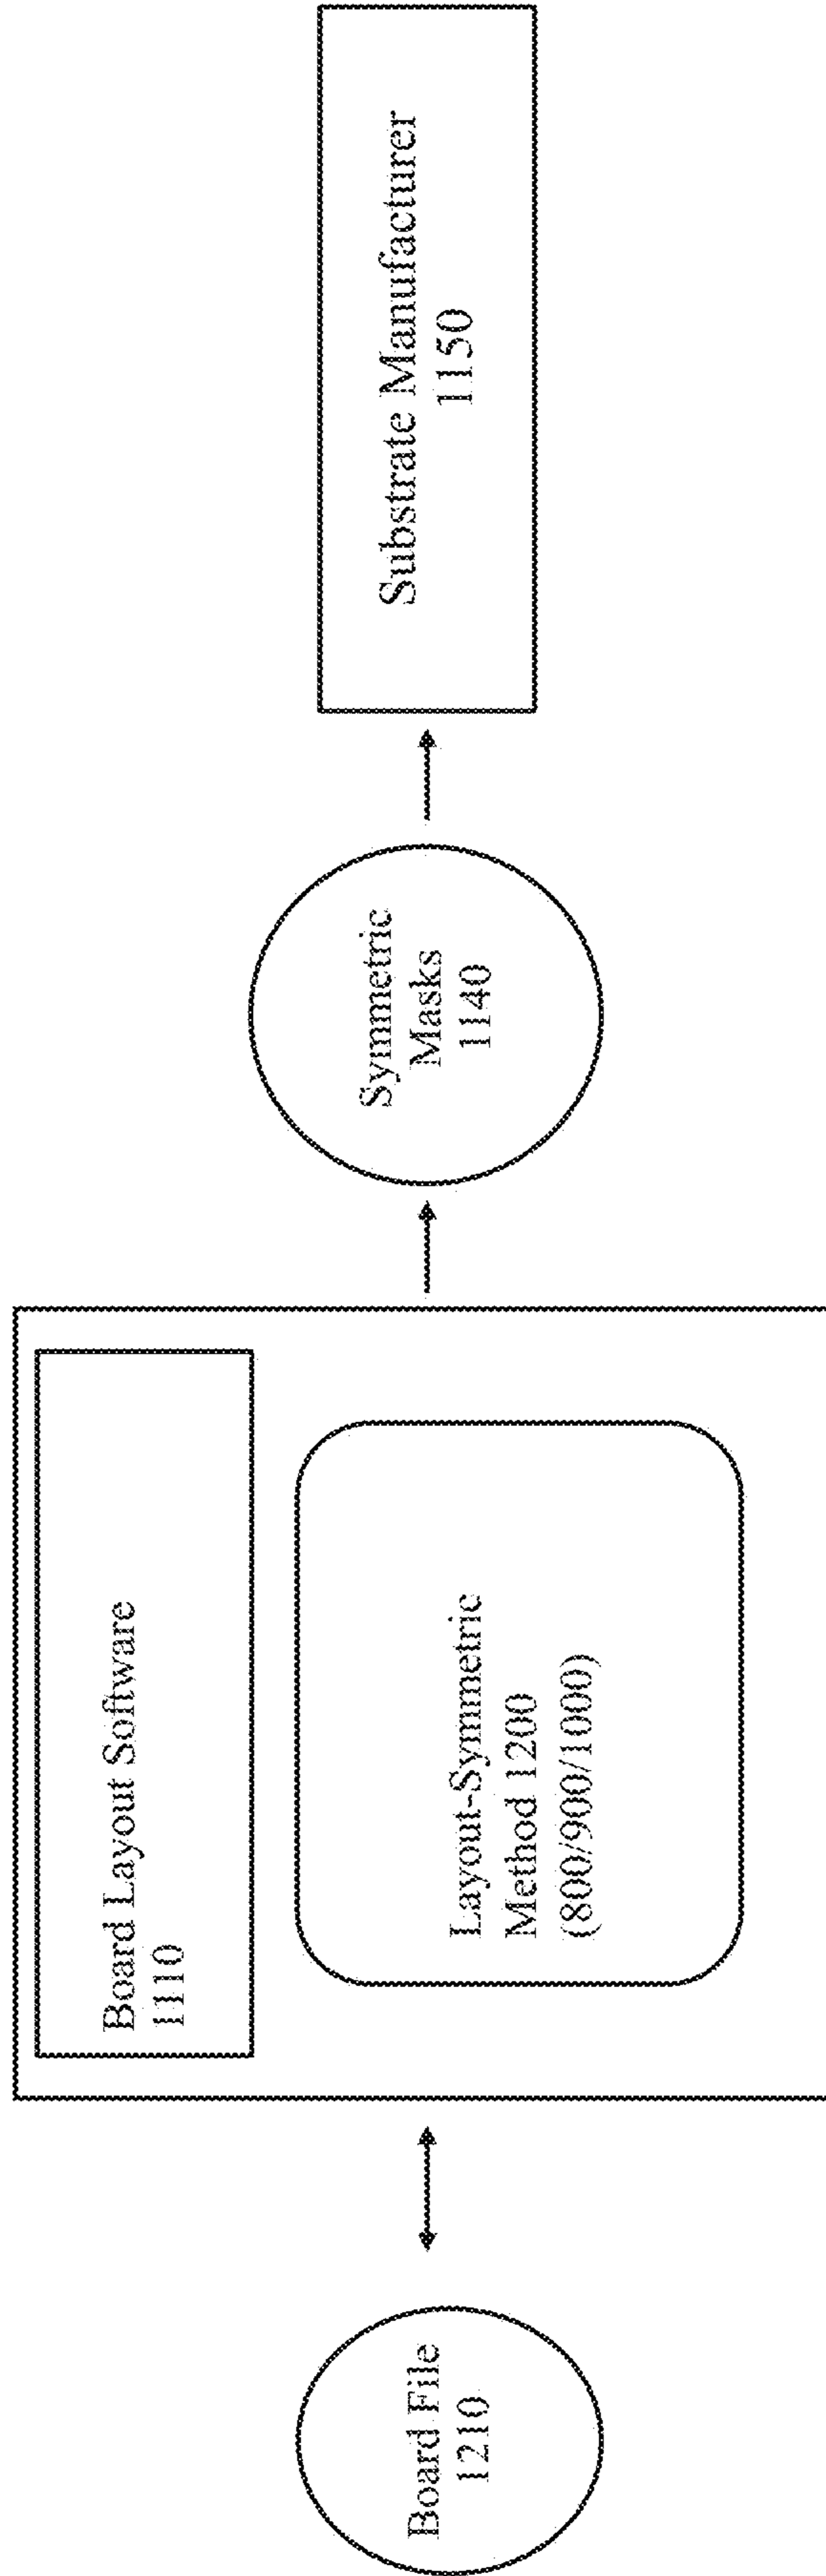 Board File
1210
Board Layout Software
1110
Layout-Symmetric
Method 1200
(800/900/1000)
Symmetric
Masks
1140
Substrate Manufacturer
1150